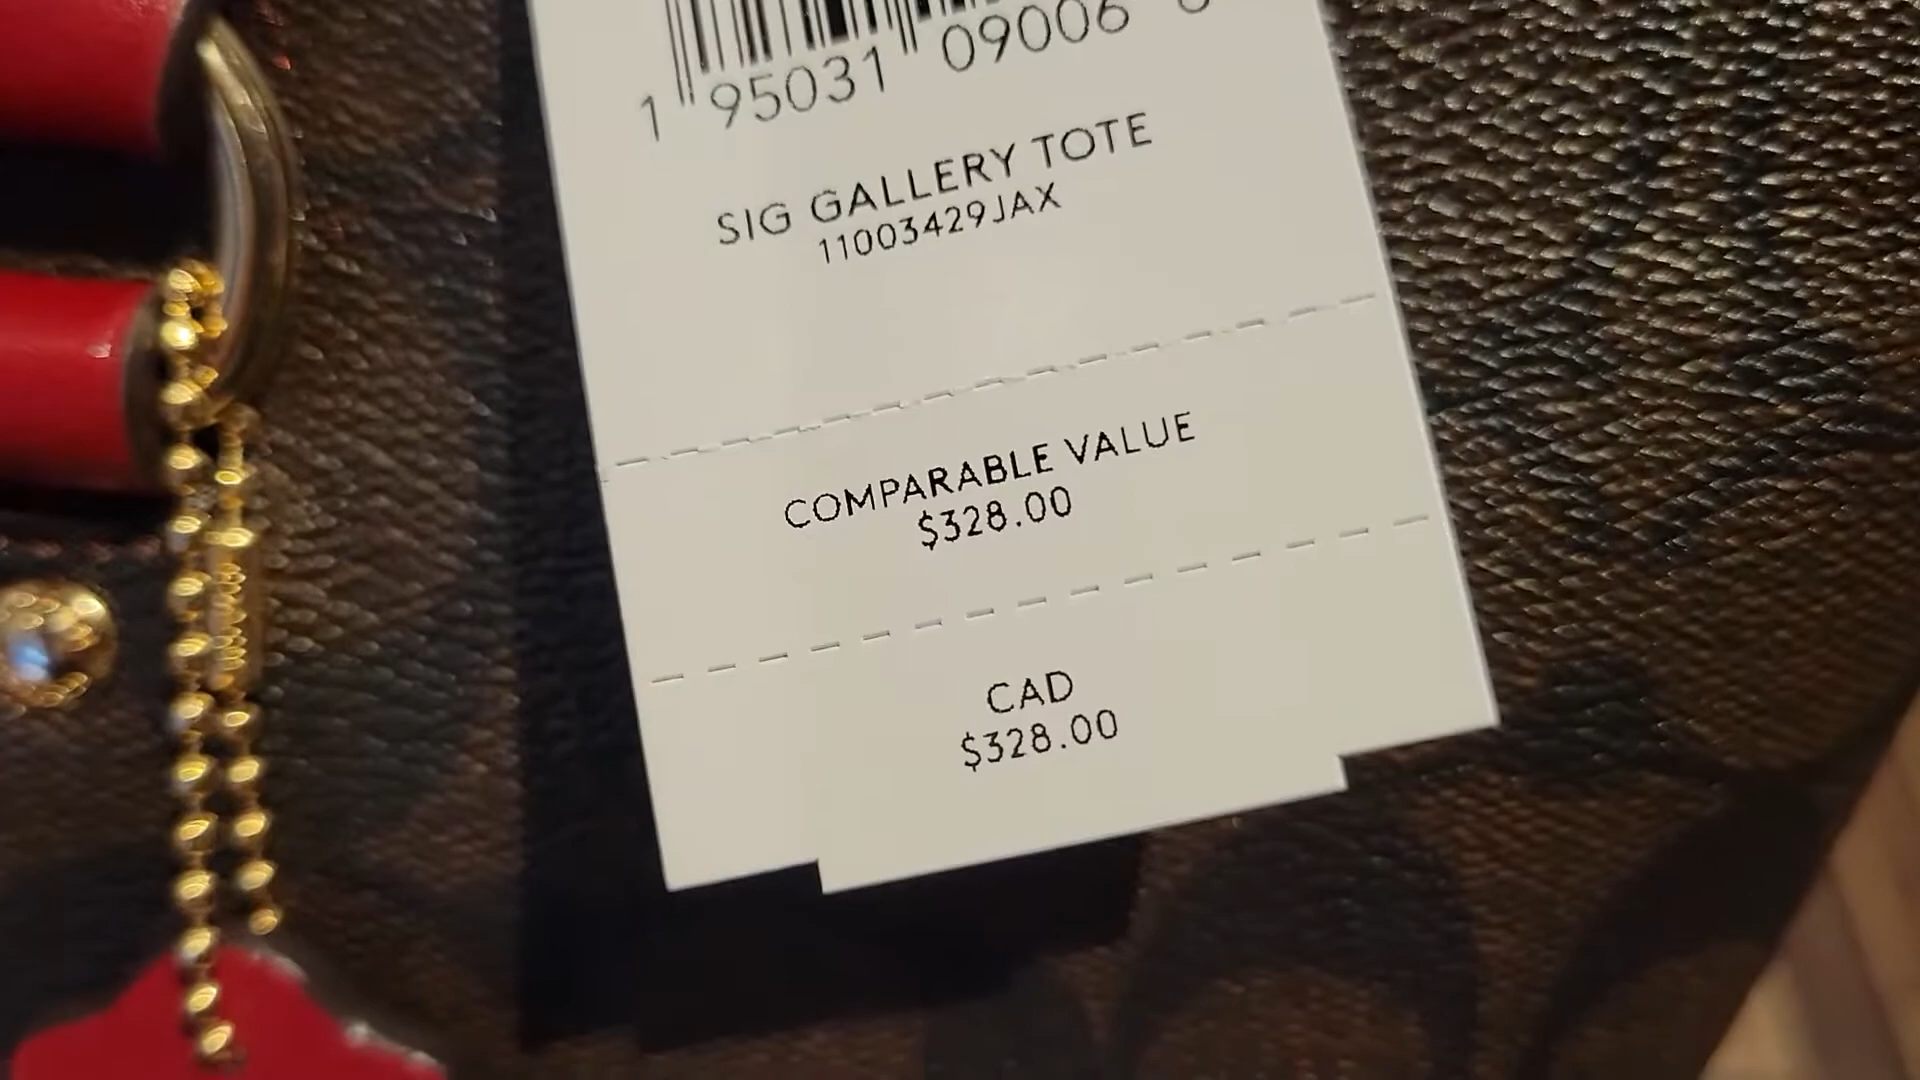 1 95031 09006
SIG GALLERY TOTE
11003429JAX
COMPARABLE VALUE
$328.00
CAD
$328.00